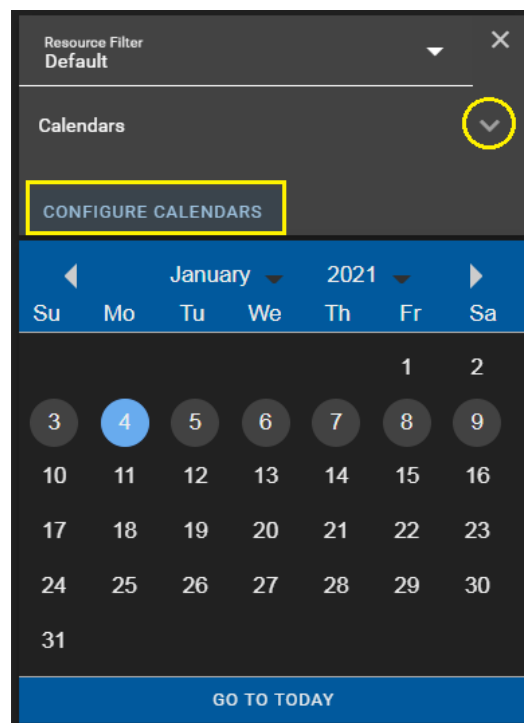 Resource Filter
Default
Calendars
CONFIGURE CALENDARS
January 2021
Su Mo Tu We Th Fr Sa
1 2
3 4 5 6 7 8 9
10 11 12 13 14 15 16
17 18 19 20 21 22 23
24 25 26 27 28 29 30
31
GO TO TODAY